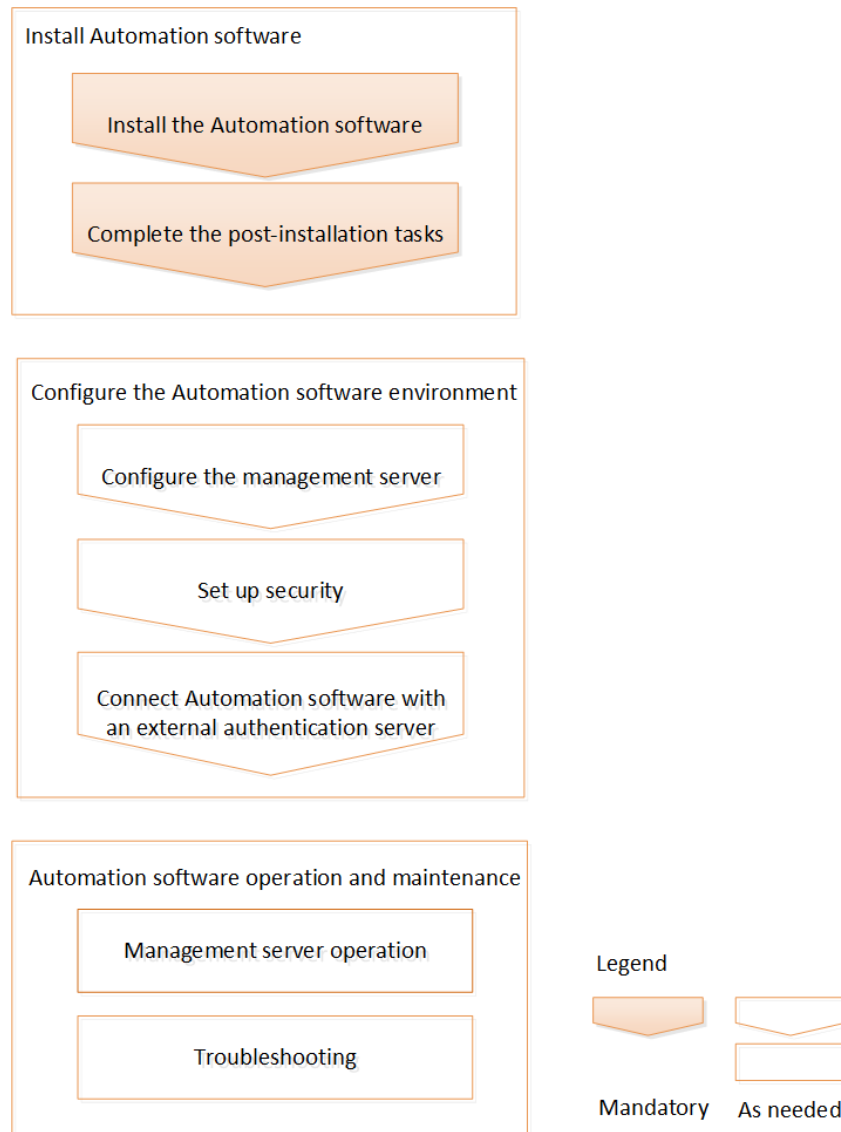 Install Automation software
Install the Automation software
Complete the post-installation tasks
Configure the Automation software environment
Configure the management server
Set up security
Connect Automation software with
an external authentication server
Automation software operation and maintenance
Management server operation
Troubleshooting
Legend
Mandatory
As needed